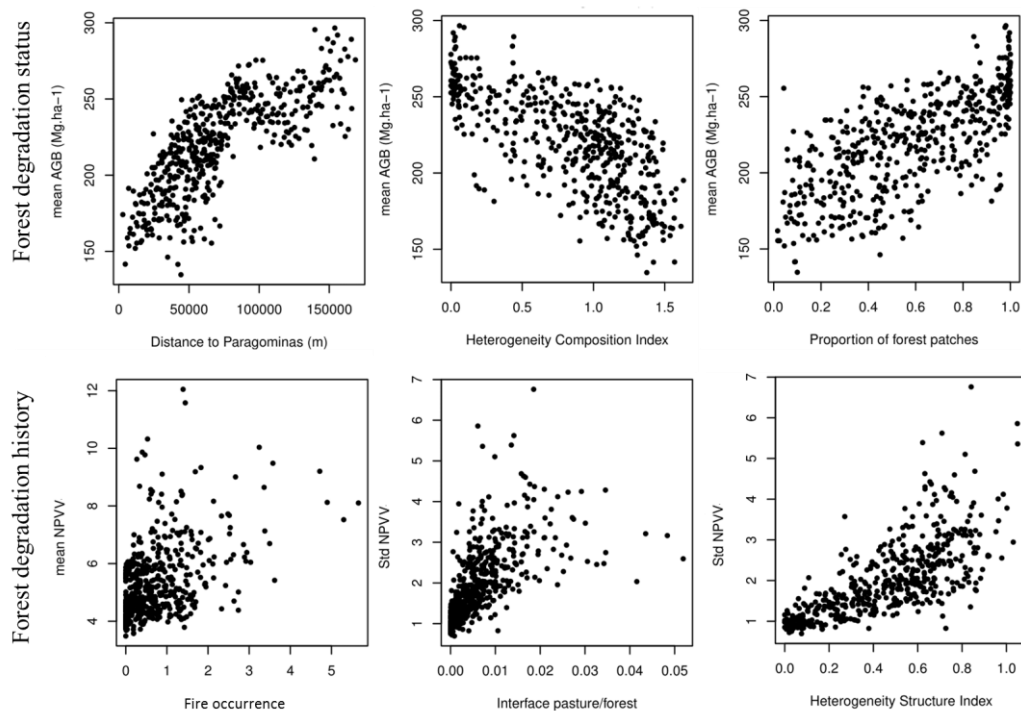 Forest degradation status
mean AGB (Mg.ha−1)
300
250
200
150
0 50000 100000 150000
Distance to Paragominas (m)
mean AGB (Mg.ha−1)
300
250
200
150
0.0 0.5 1.0 1.5
Heterogeneity Composition Index
mean AGB (Mg.ha−1)
300
250
200
150
0.0 0.2 0.4 0.6 0.8 1.0
Proportion of forest patches
Forest degradation history
mean NPVV
12
10
8
6
4
0 1 2 3 4 5
Fire occurrence
Std NPVV
7
6
5
4
3
2
1
0.00 0.01 0.02 0.03 0.04 0.05
Interface pasture/forest
Std NPVV
7
6
5
4
3
2
1
0.0 0.2 0.4 0.6 0.8 1.0
Heterogeneity Structure Index